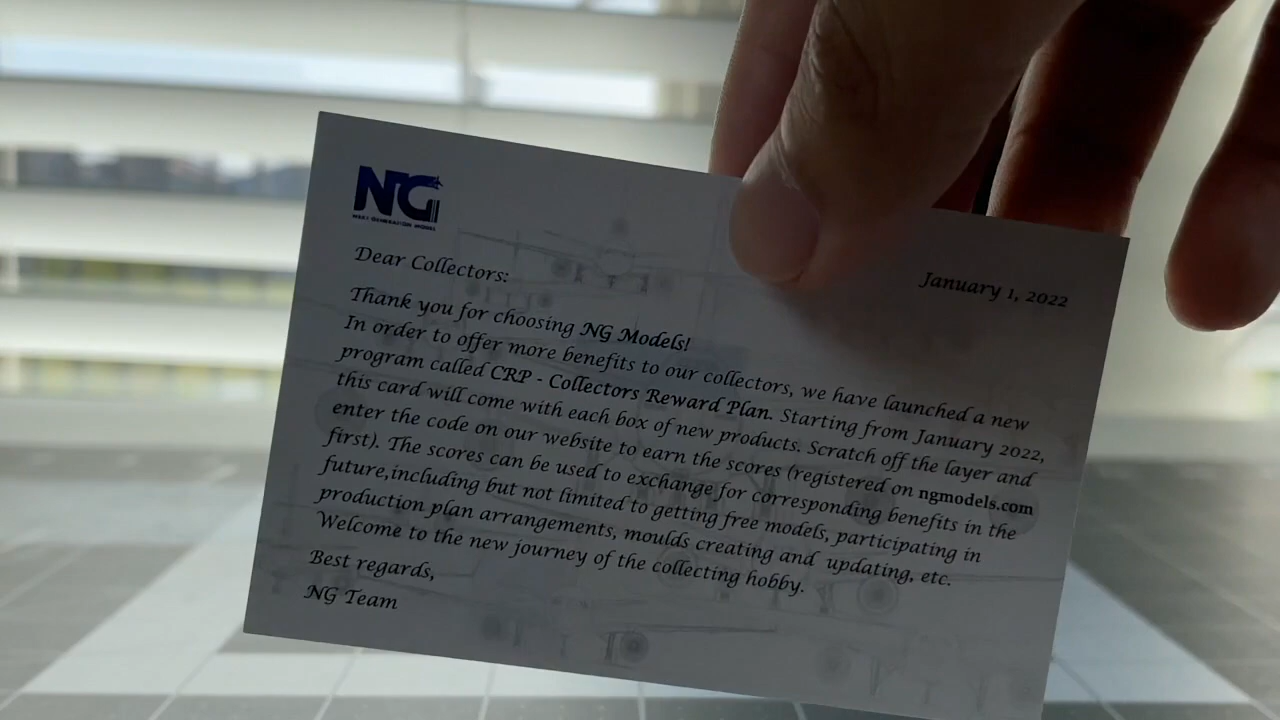 NG
NEXT GENERATION MODEL
January 1, 2022
Dear Collectors:
Thank you for choosing NG Models!
In order to offer more benefits to our collectors, we have launched a new
program called CRP - Collectors Reward Plan. Starting from January 2022,
this card will come with each box of new products. Scratch off the layer and
enter the code on our website to earn the scores (registered on ngmodels.com
first). The scores can be used to exchange for corresponding benefits in the
future,including but not limited to getting free models, participating in
production plan arrangements, moulds creating and updating, etc.
Welcome to the new journey of the collecting hobby.
Best regards,
NG Team